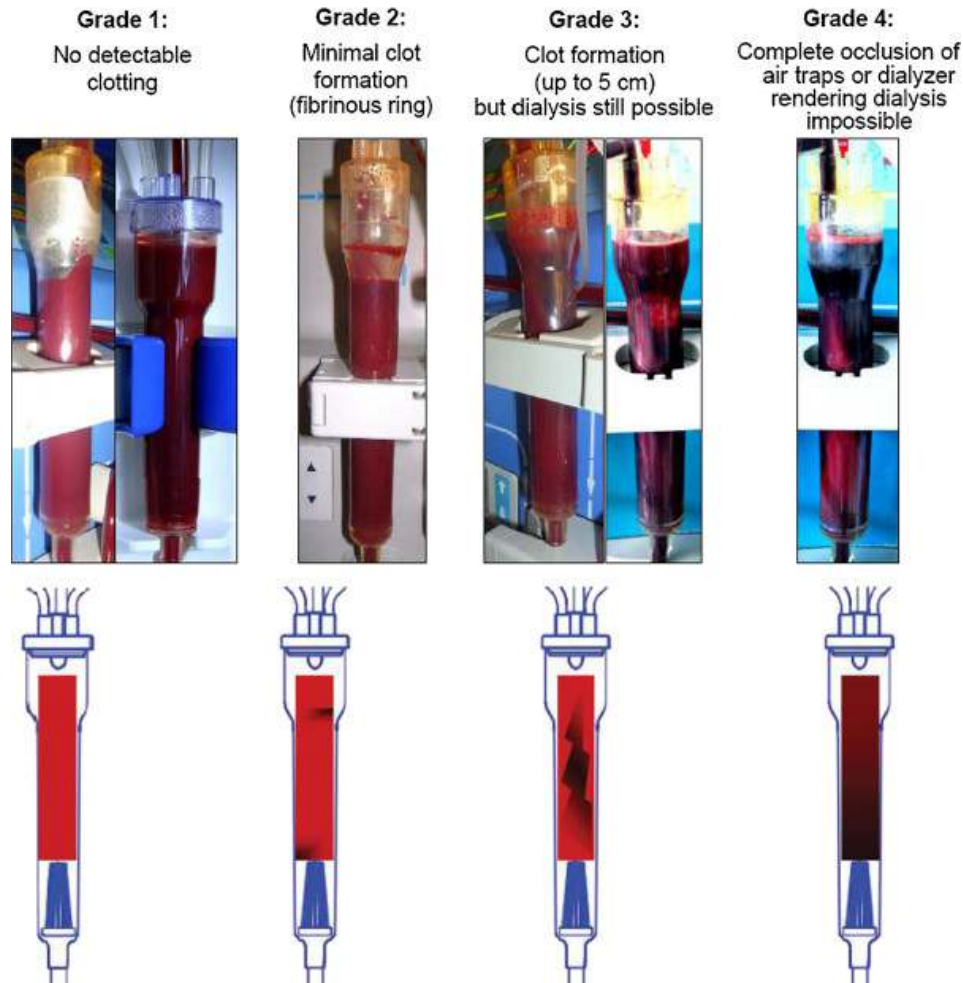 Grade 1:
No detectable
clotting
Grade 2:
Minimal clot
formation
(fibrinous ring)
Grade 3:
Clot formation
(up to 5 cm)
but dialysis still possible
Grade 4:
Complete occlusion of
air traps or dialyzer
rendering dialysis
impossible